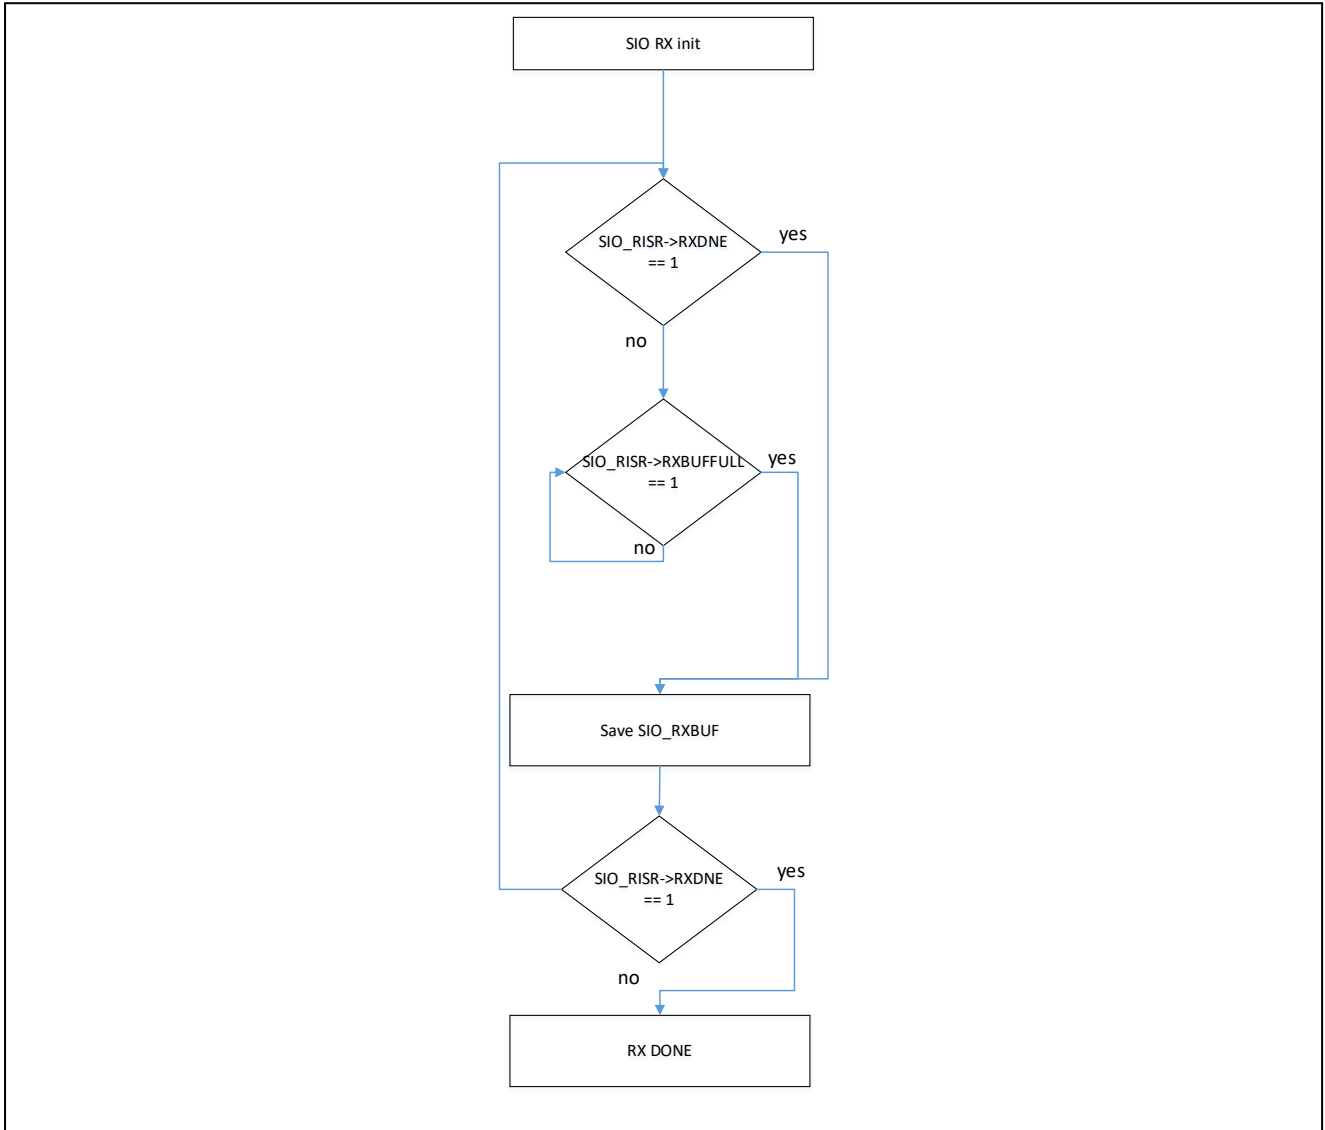 SIO RX init
SIO_RISR->RXDNE
== 1
yes
no
SIO_RISR->RXBUFFULL
== 1
yes
no
Save SIO_RXBUF
SIO_RISR->RXDNE
== 1
yes
no
RX DONE